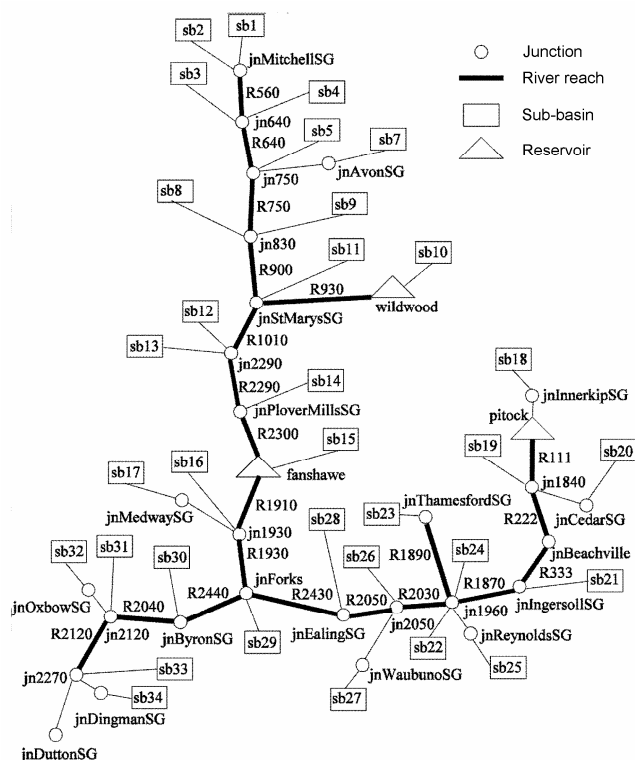 sb1
sb2
jnMitchellSG
Junction
River reach
Sub-basin
Reservoir
sb3
R560
sb4
jn640
R640
sb5
sb7
jn750
jnAvonSG
sb8
R750
sb9
jn830
sb11
sb10
R900
R930
wildwood
jnStMarysSG
sb12
sb13
R1010
jn2290
sb18
R2290
sb14
jnInnerkipSG
jnPloverMillsSG
pitock
R2300
sb15
sb16
sb17
fanshawe
sb19
sb20
R111
jn1840
jnMedwaySG
R1910
sb28
jnThamesfordSG
sb23
R222
jnCedarSG
jn1930
R1930
sb32
sb31
sb30
sb26
R1890
sb24
jnBeachville
jnForks
R333
R2440
R2430
R2050
R2030
R1870
sb21
jnOxbowSG
R2040
jnIngersollSG
R2120
jn2120
jnByronSG
sb29
jnEalingSG
jn2050
jn1960
sb22
jnReynoldsSG
jn2270
sb33
jnWaubunoSG
sb25
sb34
sb27
jnDingmanSG
jnDuttonSG